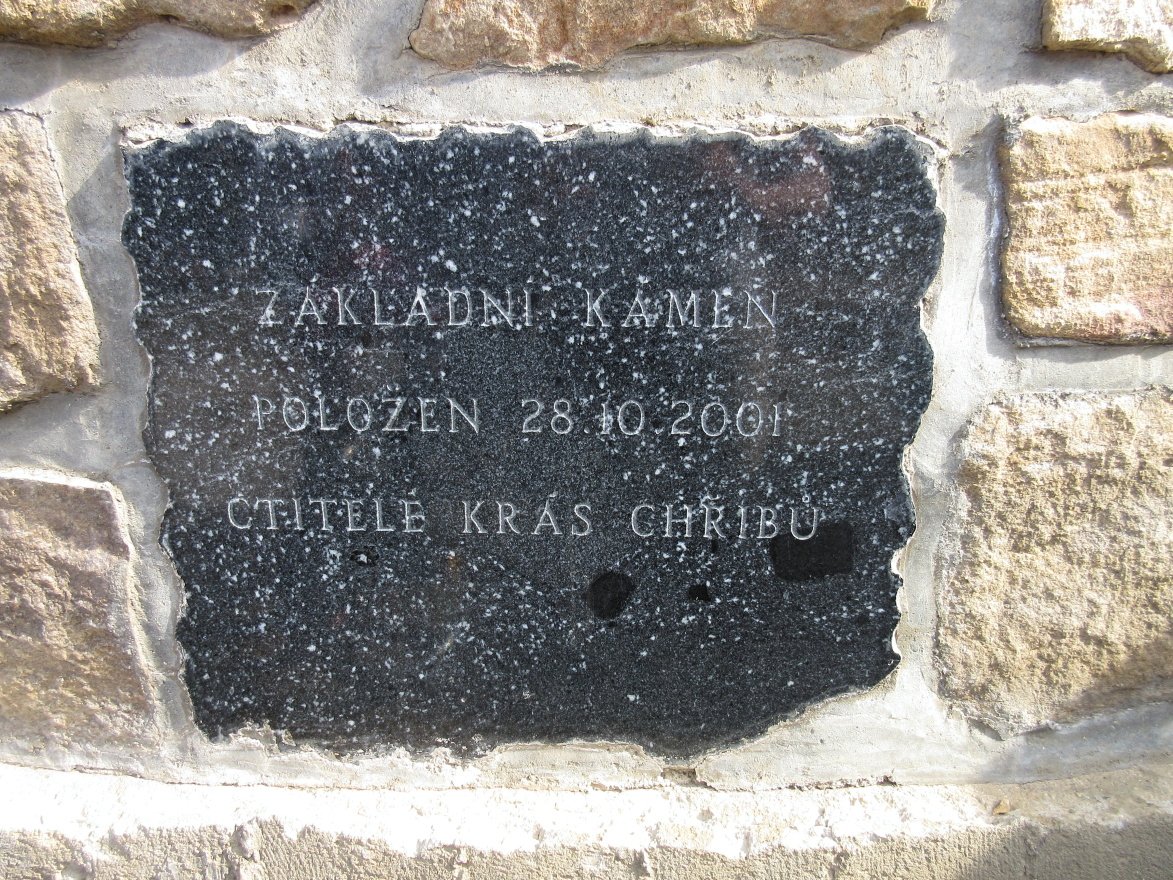 ZÁKLADNÍ KÁMEN
POLOŽEN 28.10.2001
CTITELÉ KRÁS CHŘIBŮ